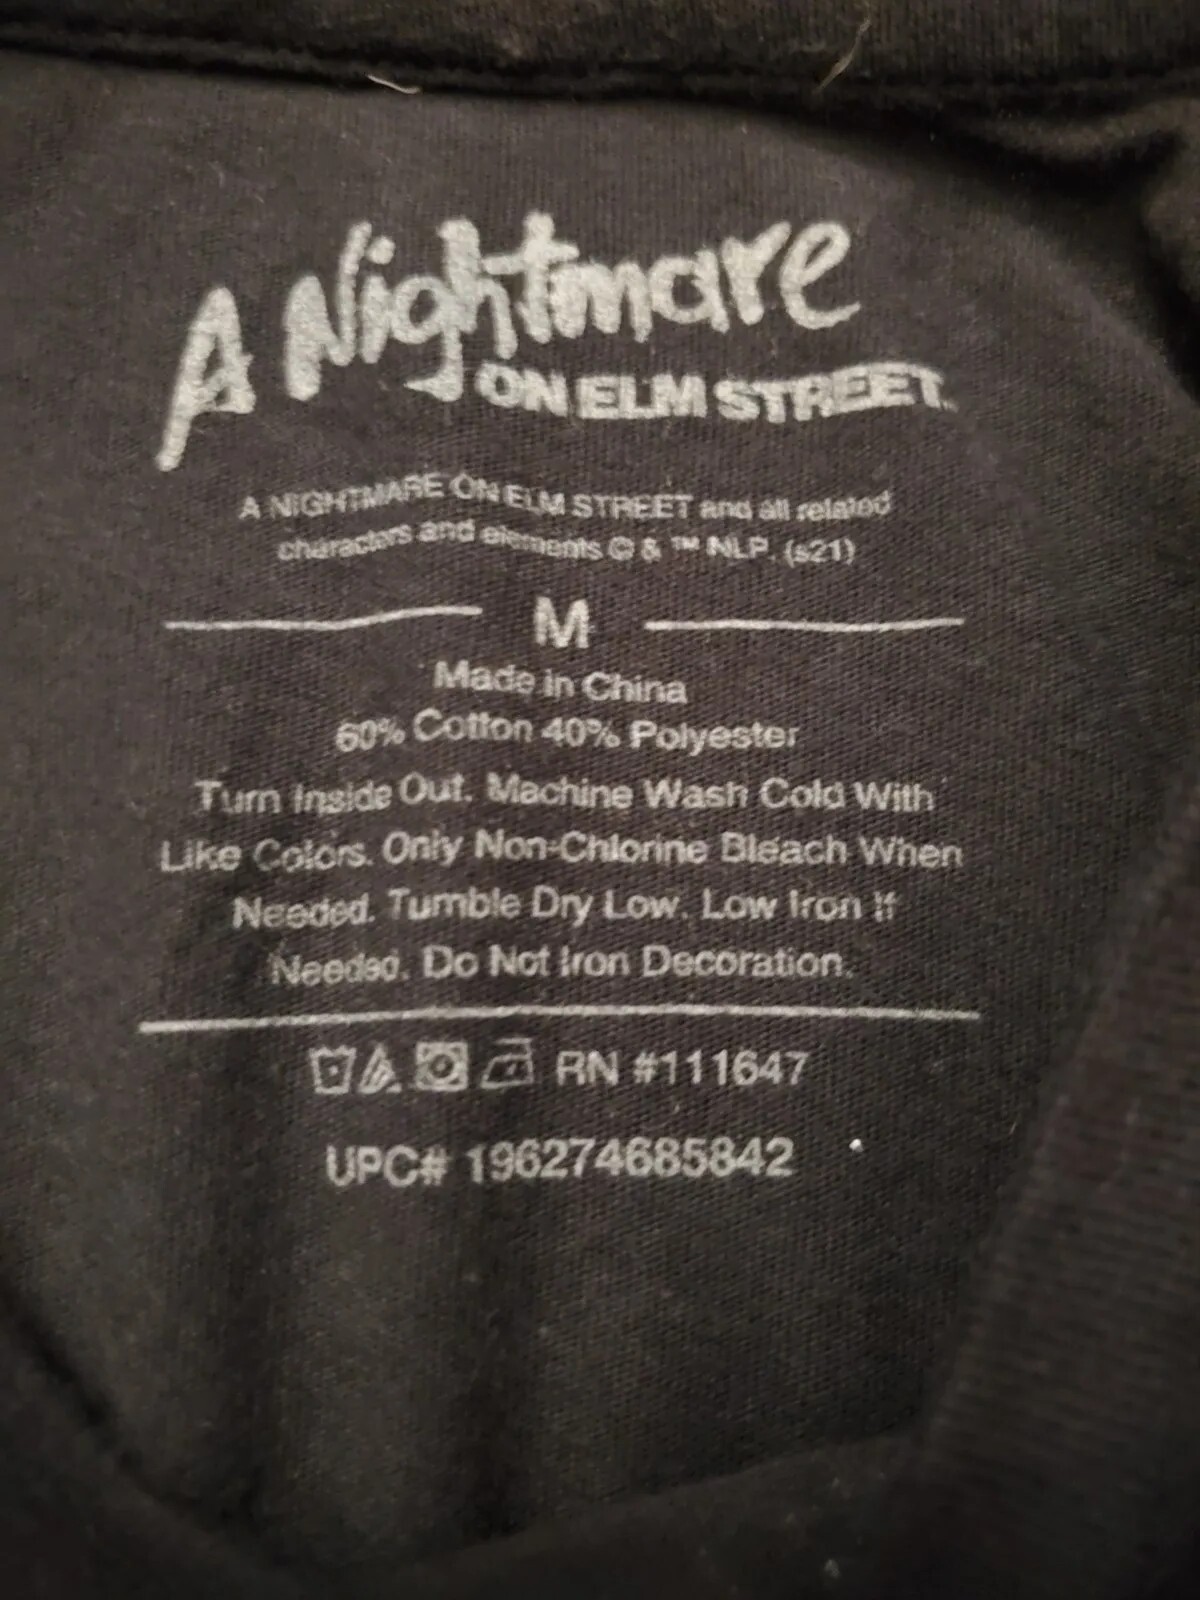 A Nightmare
ON ELM STREET
A NIGHTMARE ON ELM STREET and all related
characters and elements © & ™ NLP. (s21)
M
Made in China
60% Cotton 40% Polyester
Turn Inside Out. Machine Wash Cold With
Like Colors. Only Non-Chlorine Bleach When
Needed. Tumble Dry Low. Low Iron If
Needed. Do Not Iron Decoration.
RN #111647
UPC# 196274685842